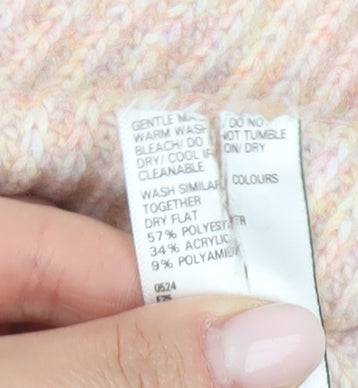 GENTLE MA /DO NO
WARM WASH NOT TUMBLE
BLEACH/ DO ON/ DRY
DRY/ COOL IR
CLEANABLE
WASH SIMILAR COLOURS
TOGETHER
DRY FLAT
57% POLYESTER
34% ACRYLIC
9% POLYAMIDE
0524